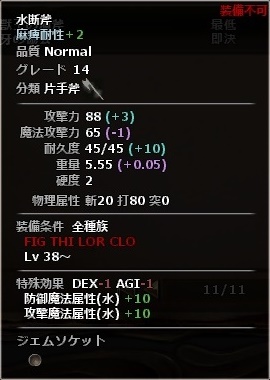 装備不可
水断斧
麻痺耐性+2
品質 Normal
グレード 14
分類 片手斧
最低
即決
攻撃力 88 (+3)
魔法攻撃力 65 (-1)
耐久度 45/45 (+10)
重量 5.55 (+0.05)
硬度 2
物理属性 斬20 打80 突0
装備条件 全種族
FIG THI LOR CLO
Lv 38～
特殊効果 DEX-1 AGI-1
防御魔法属性(水) +10
攻撃魔法属性(水) +10
11/11
ジェムソケット